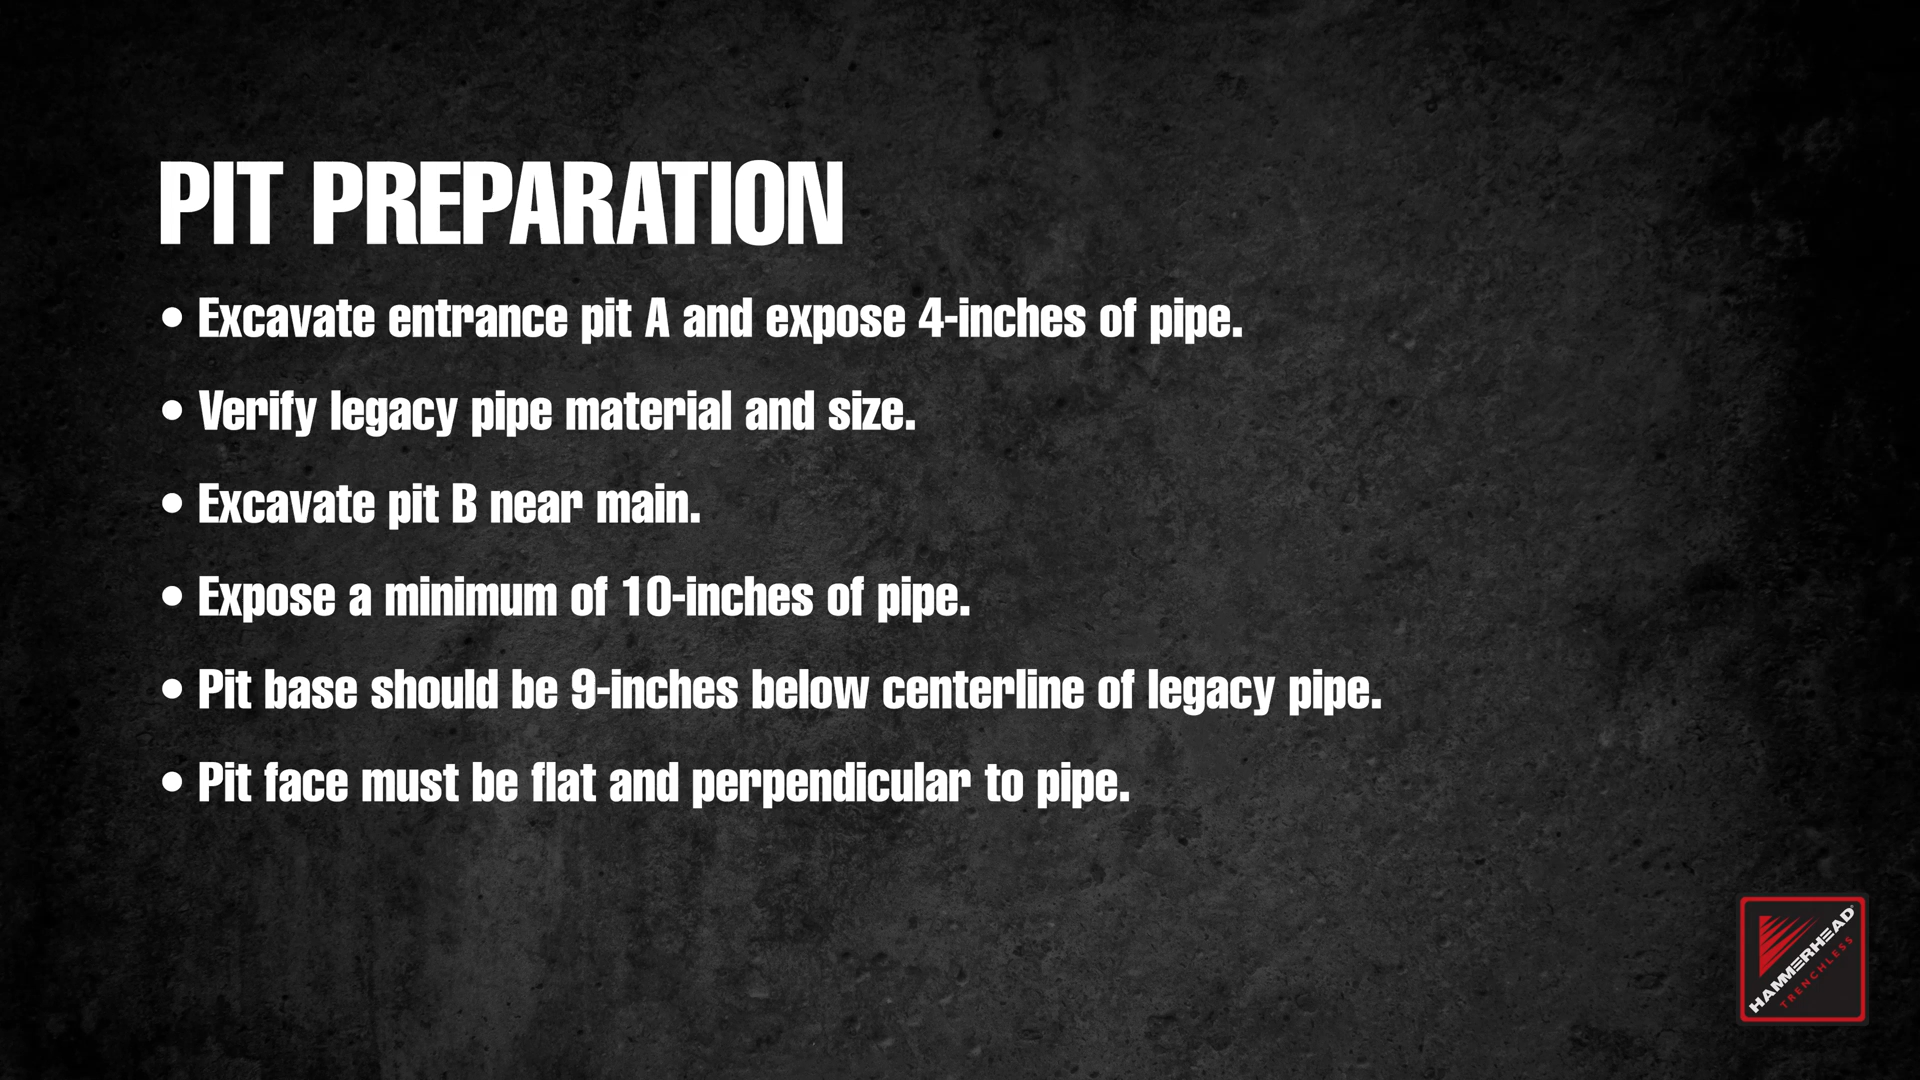 PIT PREPARATION
• Excavate entrance pit A and expose 4-inches of pipe.
• Verify legacy pipe material and size.
• Excavate pit B near main.
• Expose a minimum of 10-inches of pipe.
• Pit base should be 9-inches below centerline of legacy pipe.
• Pit face must be flat and perpendicular to pipe.
HAMMERHEAD®
TRENCHLESS